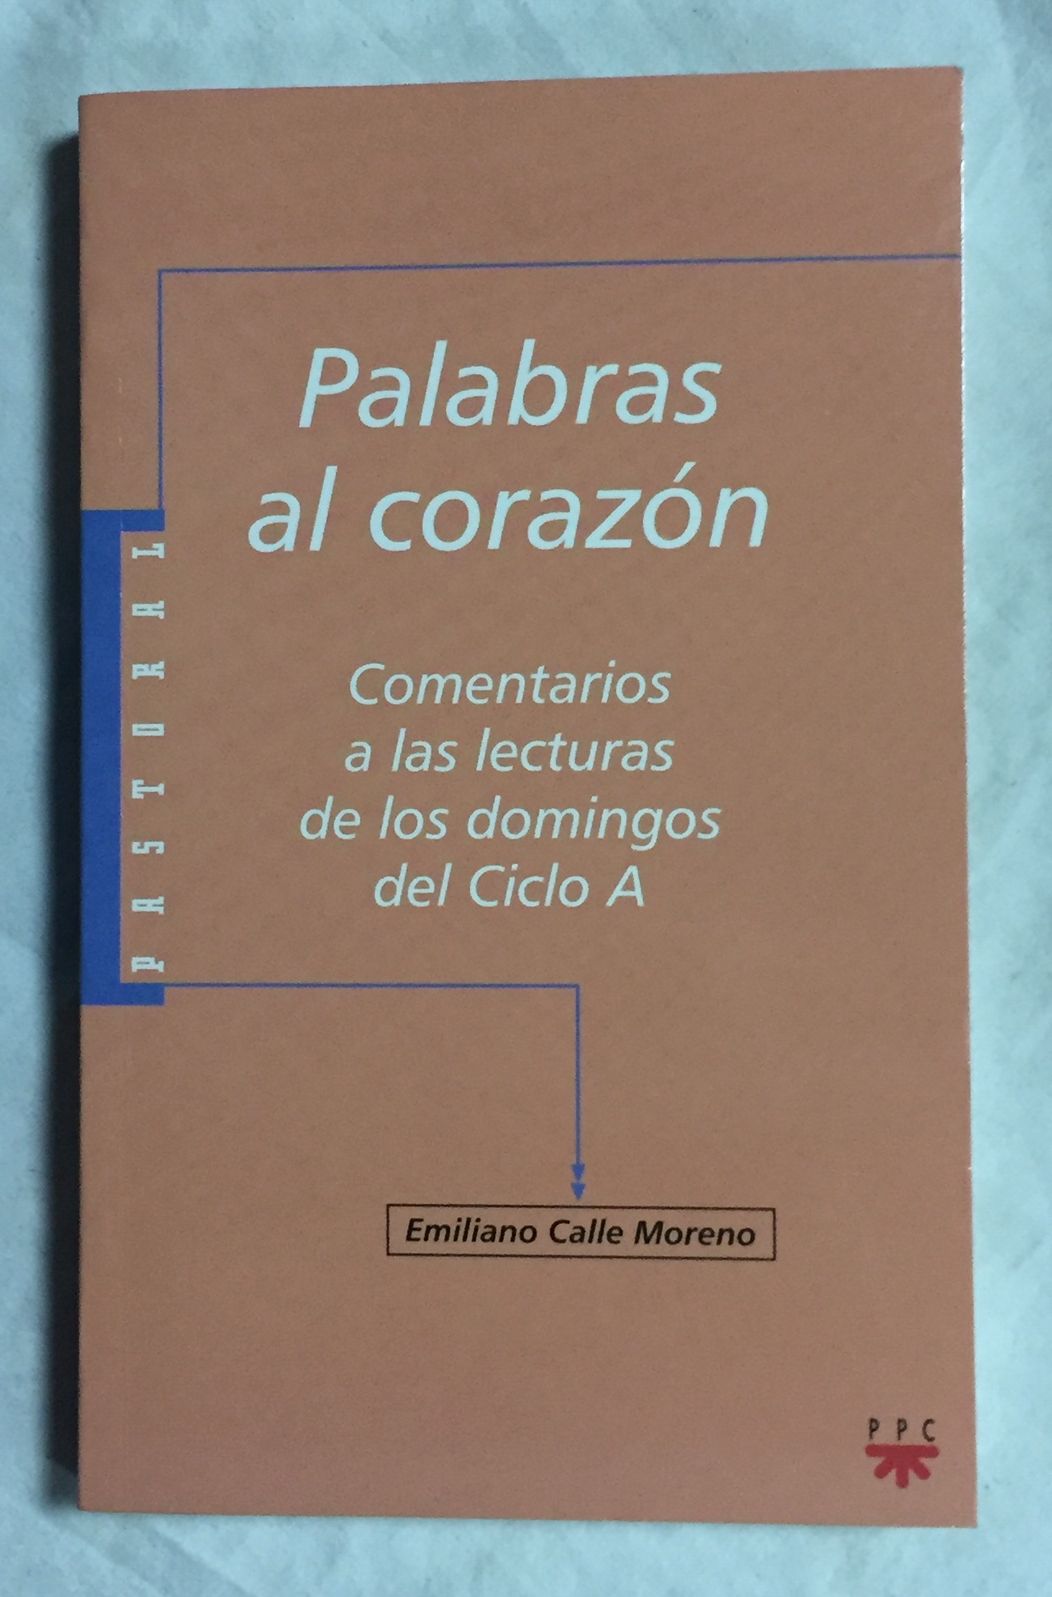 Palabras
al corazón
Comentarios
a las lecturas
de los domingos
del Ciclo A
PASTORAL
Emiliano Calle Moreno
PPC